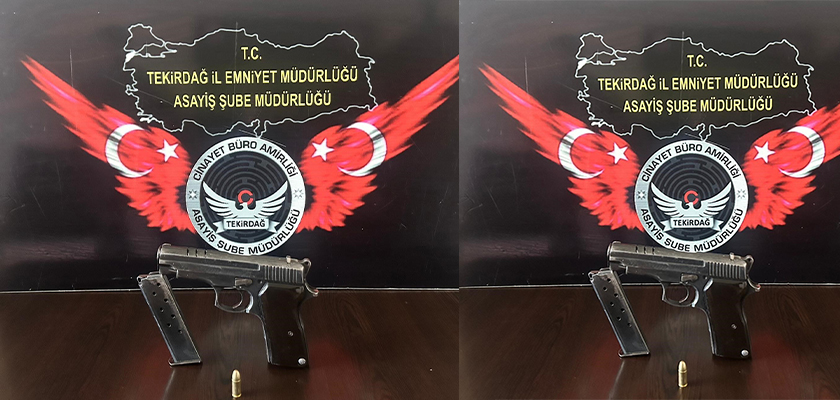 T.C.
TEKİRDAĞ İL EMNİYET MÜDÜRLÜĞÜ
ASAYİŞ ŞUBE MÜDÜRLÜĞÜ
CİNAYET BÜRO AMİRLİĞİ
TEKİRDAĞ
ASAYİŞ ŞUBE MÜDÜRLÜĞÜ
T.C.
TEKİRDAĞ İL EMNİYET MÜDÜRLÜĞÜ
ASAYİŞ ŞUBE MÜDÜRLÜĞÜ
CİNAYET BÜRO AMİRLİĞİ
TEKİRDAĞ
ASAYİŞ ŞUBE MÜDÜRLÜĞÜ